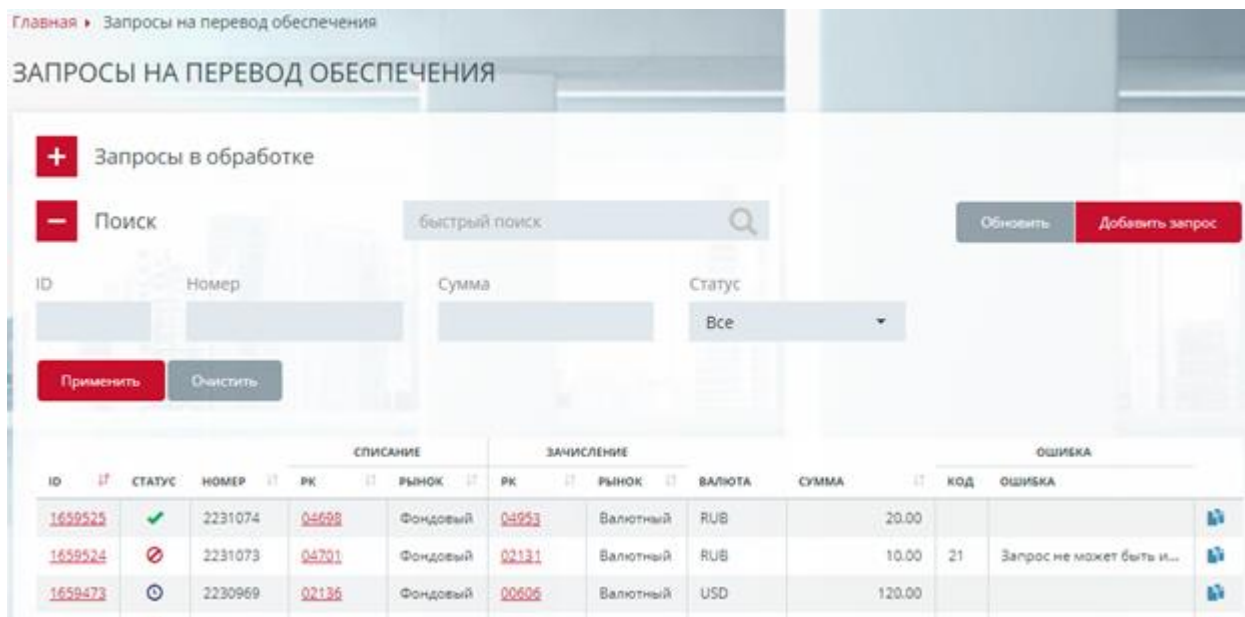 Главная › Запросы на перевод обеспечения
ЗАПРОСЫ НА ПЕРЕВОД ОБЕСПЕЧЕНИЯ
+ Запросы в обработке
− Поиск быстрый поиск Обновить Добавить запрос
ID Номер Сумма Статус
Все
Применить Очистить
СПИСАНИЕ ЗАЧИСЛЕНИЕ ОШИБКА
ID СТАТУС НОМЕР РК РЫНОК РК РЫНОК ВАЛЮТА СУММА КОД ОШИБКА
1659525 2231074 04698 Фондовый 04953 Валютный RUB 20.00
1659524 2231073 04701 Фондовый 02131 Валютный RUB 10.00 21 Запрос не может быть и...
1659473 2230969 02136 Фондовый 00606 Валютный USD 120.00